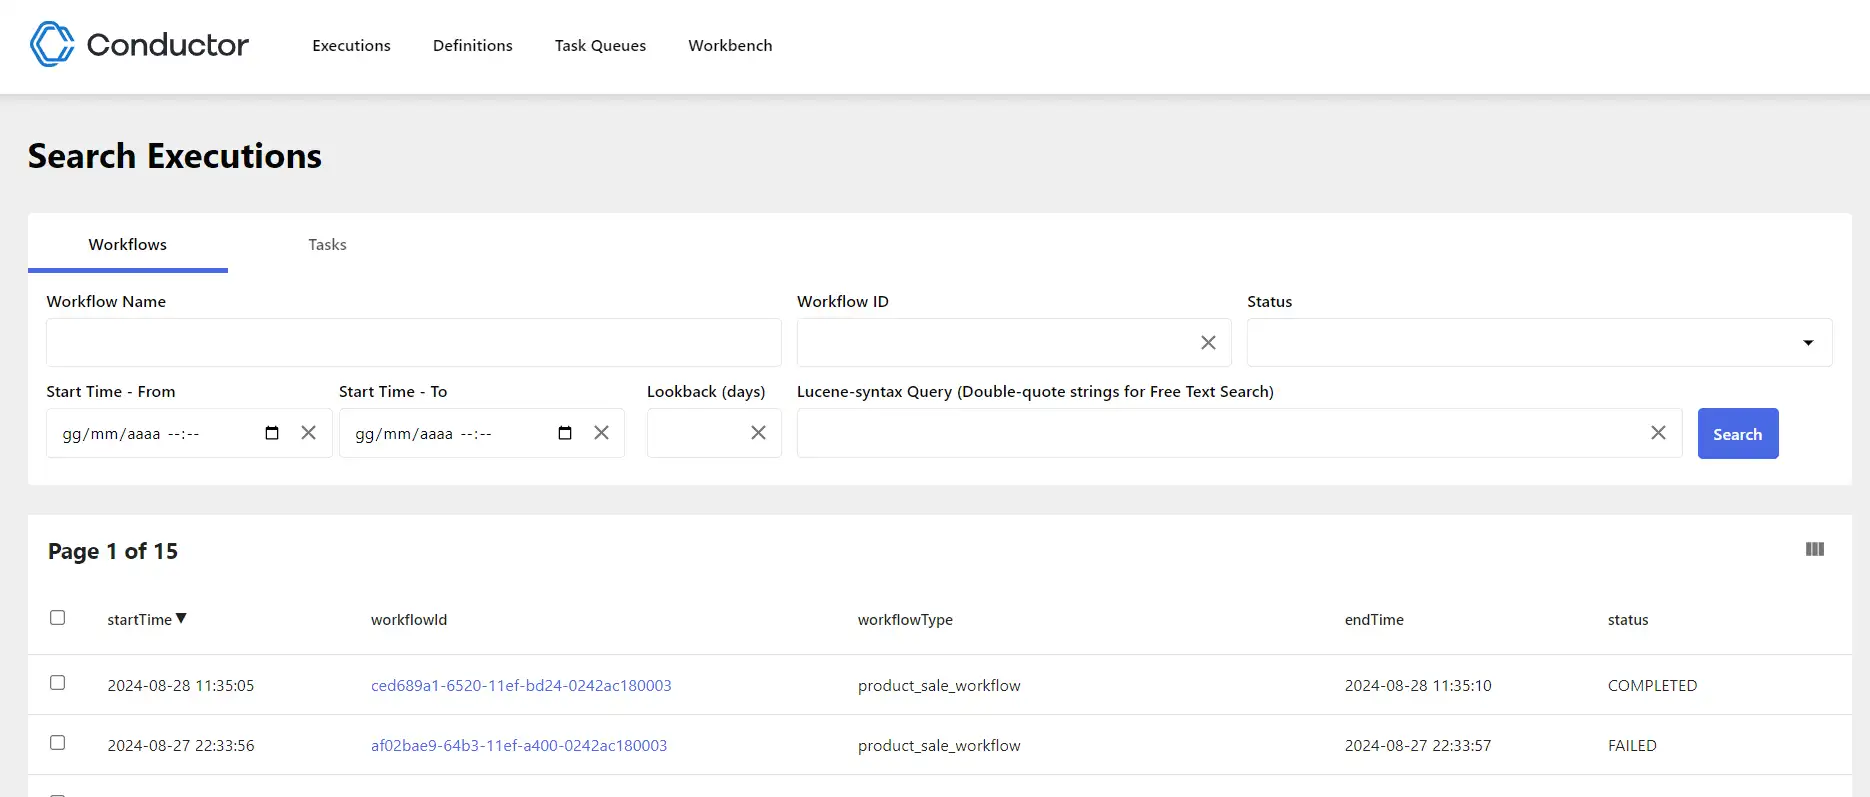 Conductor Executions Definitions Task Queues Workbench
Search Executions
Workflows Tasks
Workflow Name Workflow ID Status
Start Time - From Start Time - To Lookback (days) Lucene-syntax Query (Double-quote strings for Free Text Search)
gg/mm/aaaa --:-- gg/mm/aaaa --:-- Search
Page 1 of 15
startTime▼ workflowId workflowType endTime status
2024-08-28 11:35:05 ced689a1-6520-11ef-bd24-0242ac180003 product_sale_workflow 2024-08-28 11:35:10 COMPLETED
2024-08-27 22:33:56 af02bae9-64b3-11ef-a400-0242ac180003 product_sale_workflow 2024-08-27 22:33:57 FAILED